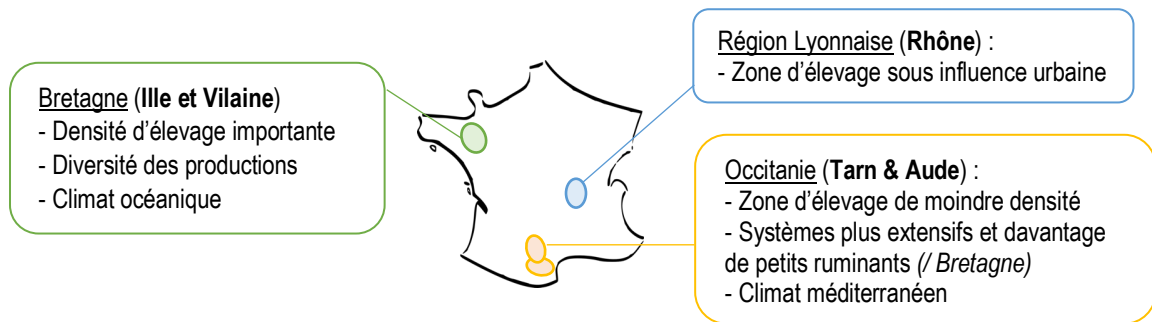 Bretagne (Ille et Vilaine)
- Densité d'élevage importante
- Diversité des productions
- Climat océanique
Région Lyonnaise (Rhône) :
- Zone d'élevage sous influence urbaine
Occitanie (Tarn & Aude) :
- Zone d'élevage de moindre densité
- Systèmes plus extensifs et davantage
de petits ruminants (/ Bretagne)
- Climat méditerranéen